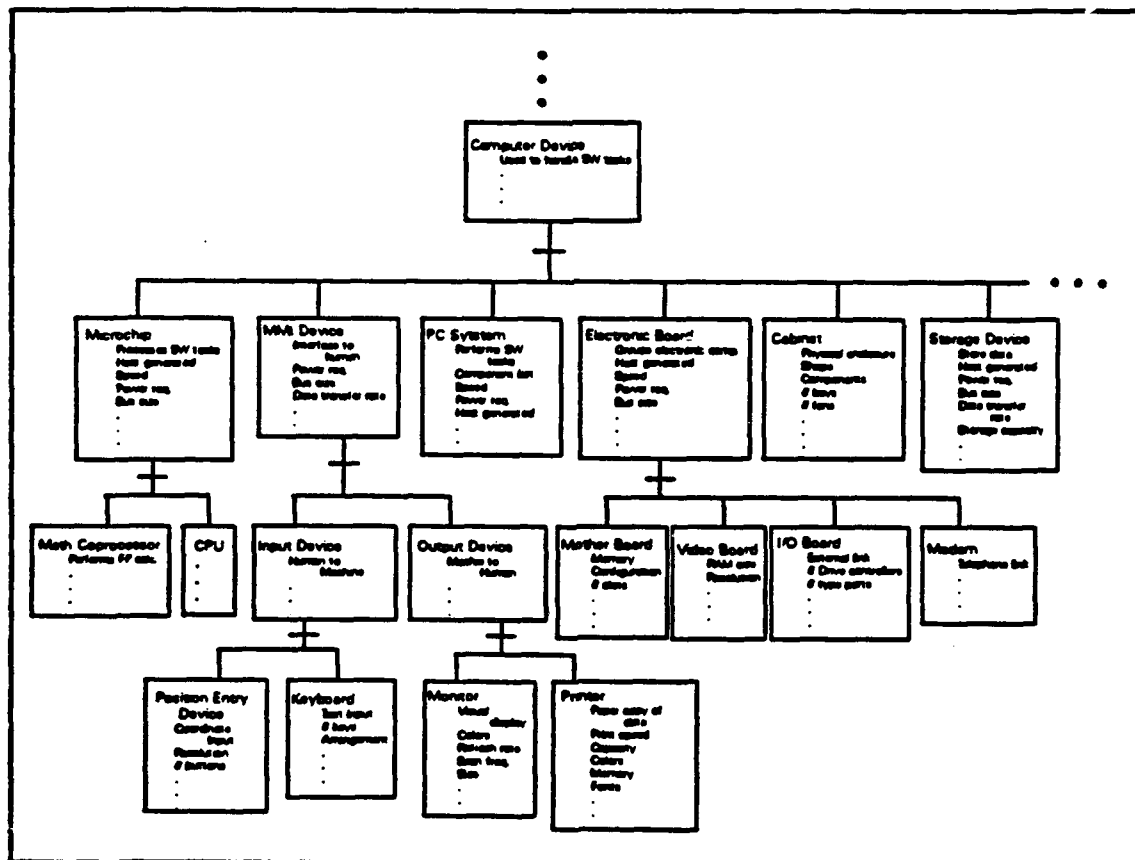 Computer Device
Used to handle SW tasks
Microchip
Processes SW tasks
Heat generated
Speed
Power req.
Bus size
MMI Device
Interface to
human
Power req.
Bus size
Data transfer rate
PC Sytstem
Performs SW
tasks
Component list
Speed
Power req.
Heat generated
Electronic Board
Groups electronic comp.
Heat generated
Speed
Power req.
Bus size
Cabinet
Physical enclosure
Shape
Components
# bays
# fans
Storage Device
Store data
Heat generated
Power req.
Bus size
Data transfer
rate
Storage capacity
Math Coprocessor
Performs FP calc.
CPU
Input Device
Human to
Machine
Output Device
Machine to
Human
Mother Board
Memory
Configuration
# slots
Video Board
RAM size
Resolution
I/O Board
External link
# Drive controllers
# type ports
Modem
Telephone link
Position Entry
Device
Coordinate
Input
Resolution
# buttons
Keyboard
Text input
# keys
Arrangement
Monitor
Visual
display
Colors
Refresh rate
Scan freq.
Size
Printer
Paper copy of
data
Print speed
Capacity
Colors
Memory
Fonts